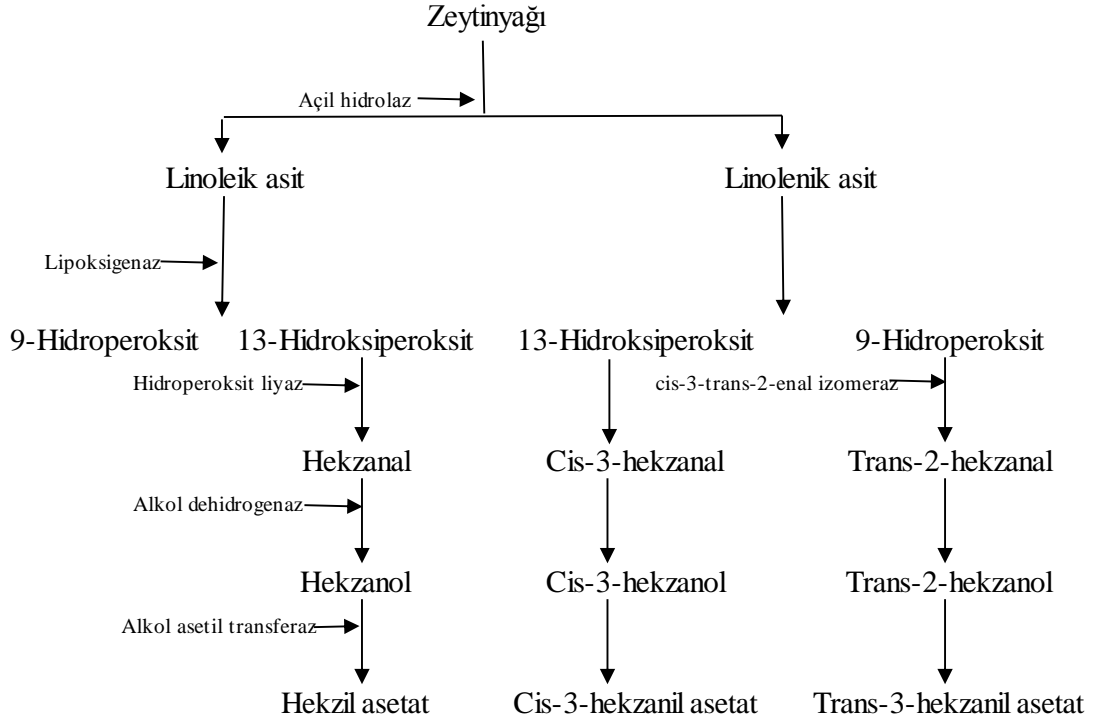 Zeytinyağı
Açil hidrolaz
Linoleik asit Linolenik asit
Lipoksigenaz
9-Hidroperoksit 13-Hidroksiperoksit 13-Hidroksiperoksit 9-Hidroperoksit
Hidroperoksit liyaz cis-3-trans-2-enal izomeraz
Hekzanal Cis-3-hekzanal Trans-2-hekzanal
Alkol dehidrogenaz
Hekzanol Cis-3-hekzanol Trans-2-hekzanol
Alkol asetil transferaz
Hekzil asetat Cis-3-hekzanil asetat Trans-3-hekzanil asetat